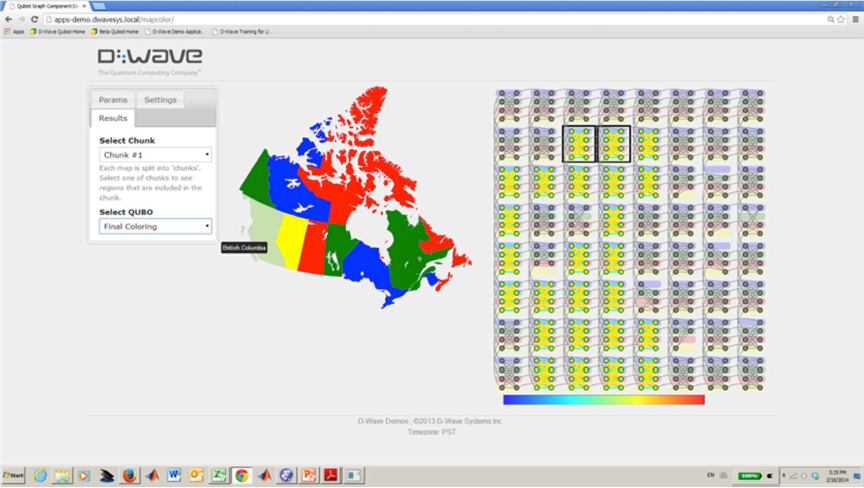 Qubist Graph Component D...
apps-demo.dwavesys.local/mapcolor/
Apps D-Wave Qubist Home Beta Qubist Home D-Wave Demo Applica... D-Wave Training for U...
D:wave
The Quantum Computing Company™
Params Settings
Results
Select Chunk
Chunk #1
Each map is split into 'chunks'.
Select one of chunks to see
regions that are included in the
chunk.
Select QUBO
Final Coloring
British Columbia
D-Wave Demos , ©2013 D-Wave Systems Inc
Timezone: PST
Start
EN
100%
5:25 PM
2/18/2014